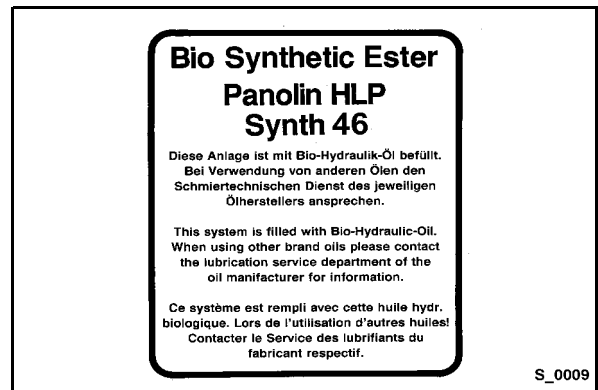 Bio Synthetic Ester
Panolin HLP
Synth 46
Diese Anlage ist mit Bio-Hydraulik-Öl befüllt.
Bei Verwendung von anderen Ölen den
Schmiertechnischen Dienst des jeweiligen
Ölherstellers ansprechen.
This system is filled with Bio-Hydraulic-Oil.
When using other brand oils please contact
the lubrication service department of the
oil manifacturer for information.
Ce système est rempli avec cette huile hydr.
biologique. Lors de l'utilisation d'autres huiles!
Contacter le Service des lubrifiants du
fabricant respectif.
S_0009